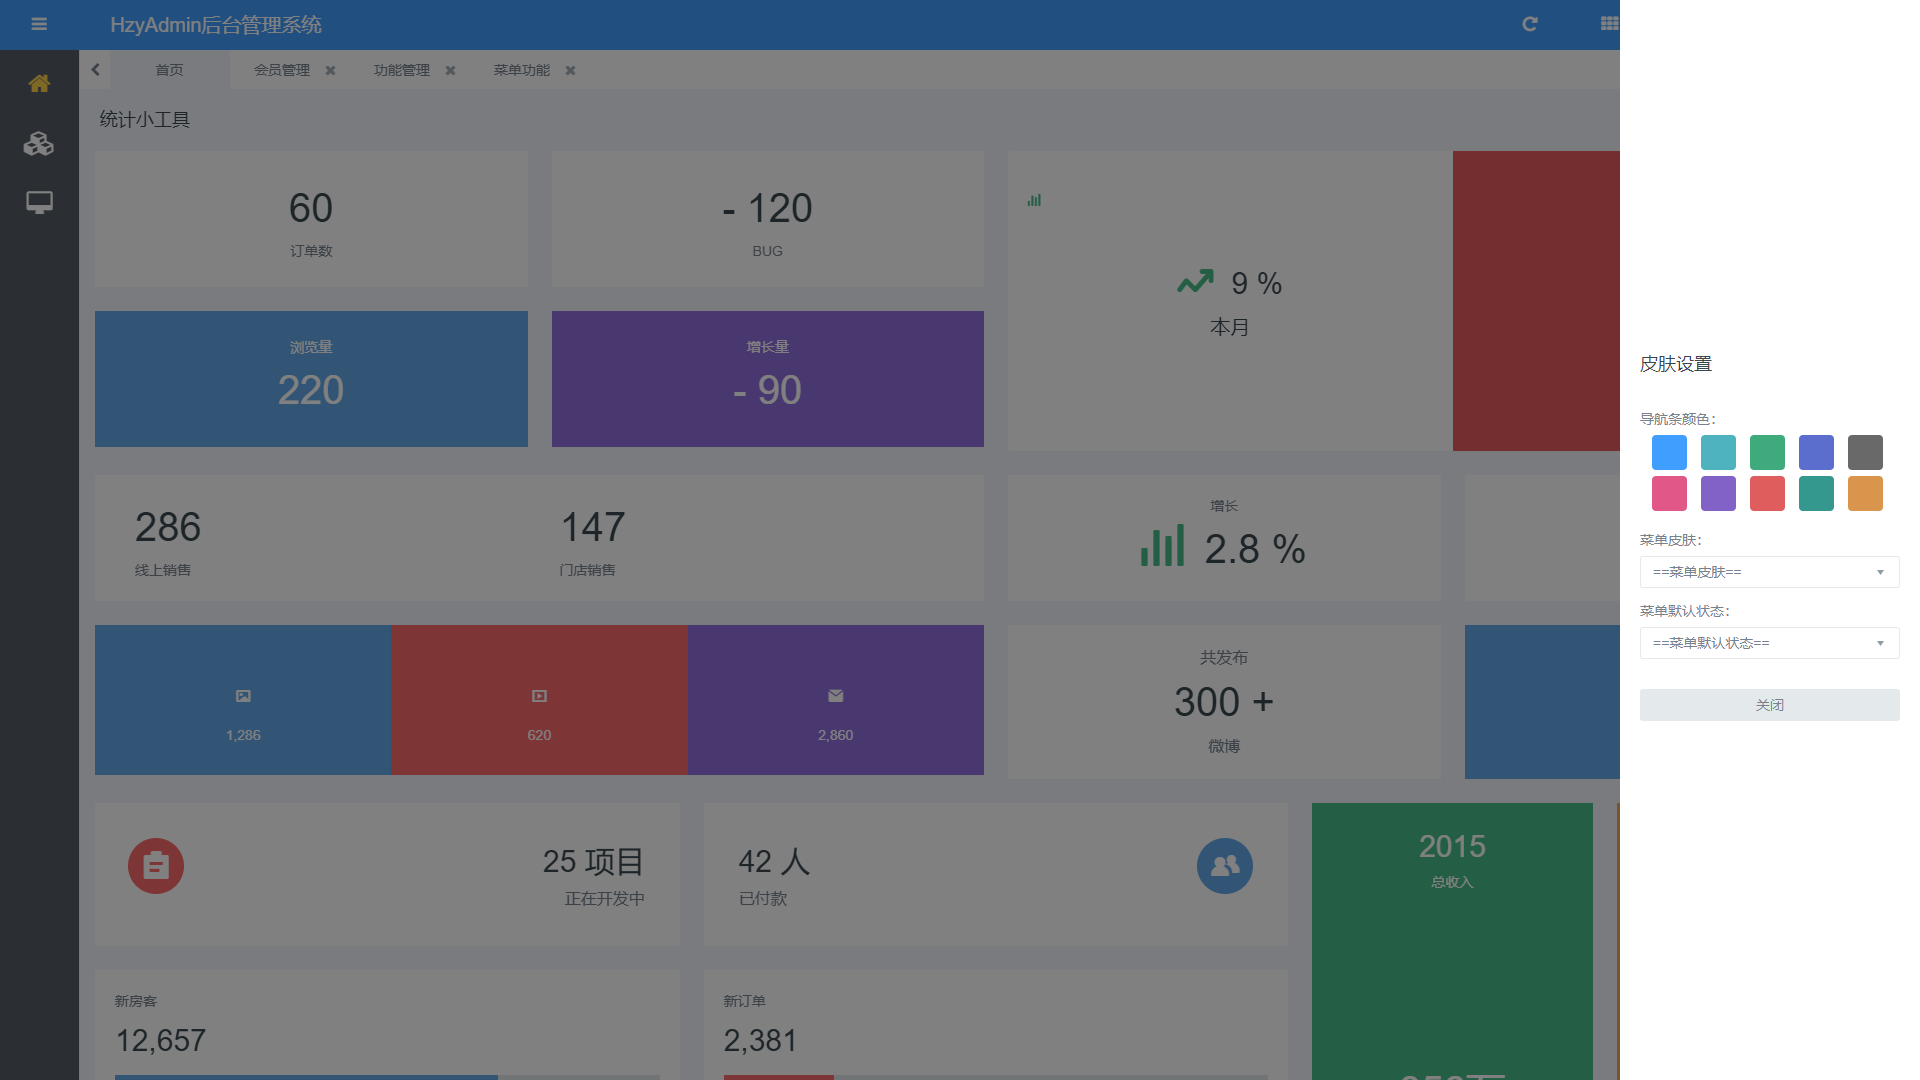 HzyAdmin后台管理系统
首页
会员管理
功能管理
菜单功能
统计小工具
60
订单数
- 120
BUG
9 %
本月
浏览量
220
增长量
- 90
286
线上销售
147
门店销售
增长
2.8 %
1,286
620
2,860
共发布
300 +
微博
25 项目
正在开发中
42 人
已付款
2015
总收入
新房客
12,657
新订单
2,381
皮肤设置
导航条颜色：
菜单皮肤：
==菜单皮肤==
菜单默认状态：
==菜单默认状态==
关闭